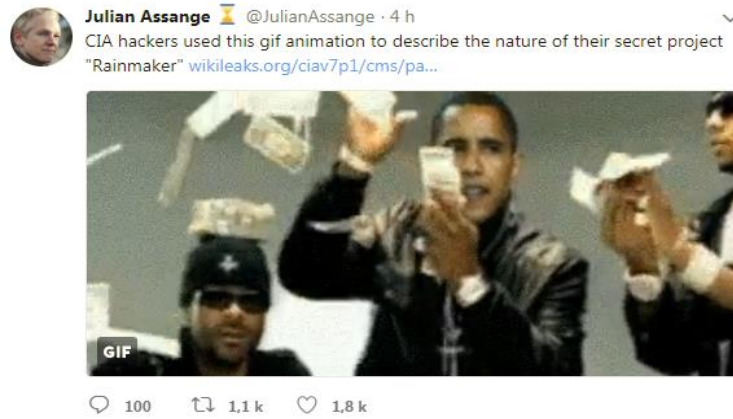 Julian Assange ⌛ @JulianAssange · 4 h
CIA hackers used this gif animation to describe the nature of their secret project
"Rainmaker" wikileaks.org/ciav7p1/cms/pa...
GIF
100 1,1 k 1,8 k